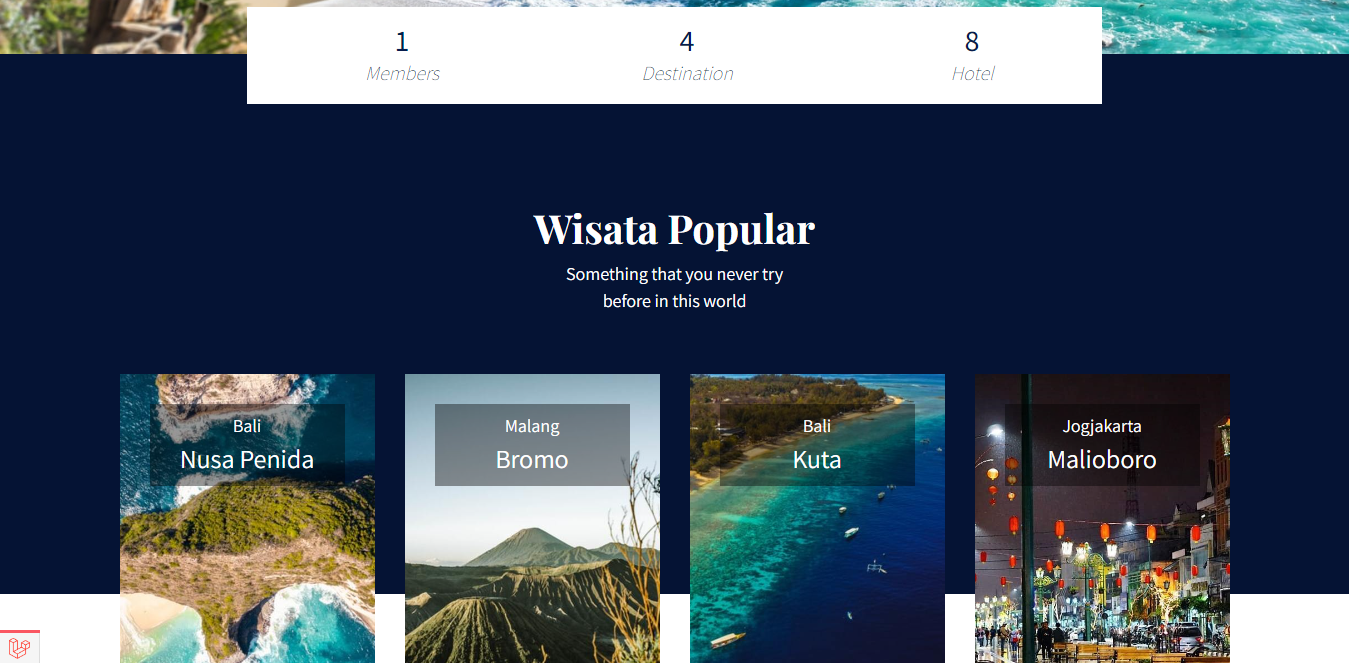 1
4
8
Members
Destination
Hotel
Wisata Popular
Something that you never try
before in this world
Bali
Nusa Penida
Malang
Bromo
Bali
Kuta
Jogjakarta
Malioboro